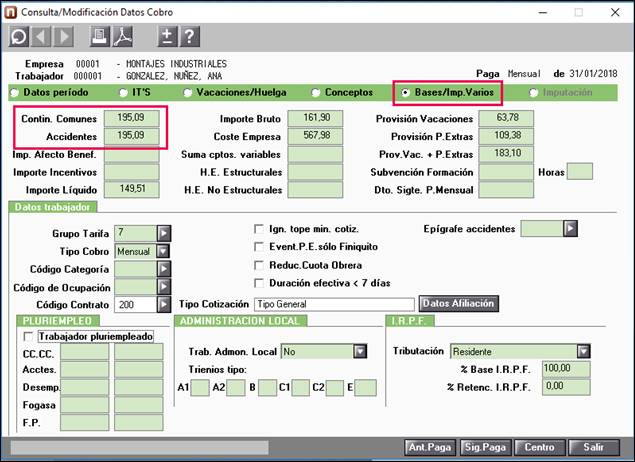 Consulta/Modificación Datos Cobro
Empresa 00001 - MONTAJES INDUSTRIALES
Trabajador 000001 - GONZALEZ, NUÑEZ, ANA
Paga Mensual de 31/01/2018
Datos período IT'S Vacaciones/Huelga Conceptos Bases/Imp.Varios Imputación
Contin. Comunes 195,09 Importe Bruto 161,90 Provisión Vacaciones 63,78
Accidentes 195,09 Coste Empresa 567,98 Provisión P.Extras 109,38
Imp. Afecto Benef. Suma cptos. variables Prov.Vac. + P.Extras 183,10
Importe Incentivos H.E. Estructurales Subvención Formación Horas
Importe Líquido 149,51 H.E. No Estructurales Dto. Sigte. P.Mensual
Datos trabajador
Grupo Tarifa 7 Ign. tope min. cotiz. Epígrafe accidentes
Tipo Cobro Mensual Event.P.E.sólo Finiquito
Código Categoría Reduc.Cuota Obrera
Código de Ocupación Duración efectiva < 7 días
Código Contrato 200 Tipo Cotización Tipo General Datos Afiliación
PLURIEMPLEO ADMINISTRACION LOCAL I.R.P.F.
Trabajador pluriempleado
CC.CC. Trab. Admon. Local No Tributación Residente
Acctes. Trienios tipo: % Base I.R.P.F. 100,00
Desemp. A1 A2 B C1 C2 E % Retenc. I.R.P.F. 0,00
Fogasa
F.P.
Ant.Paga Sig.Paga Centro Salir